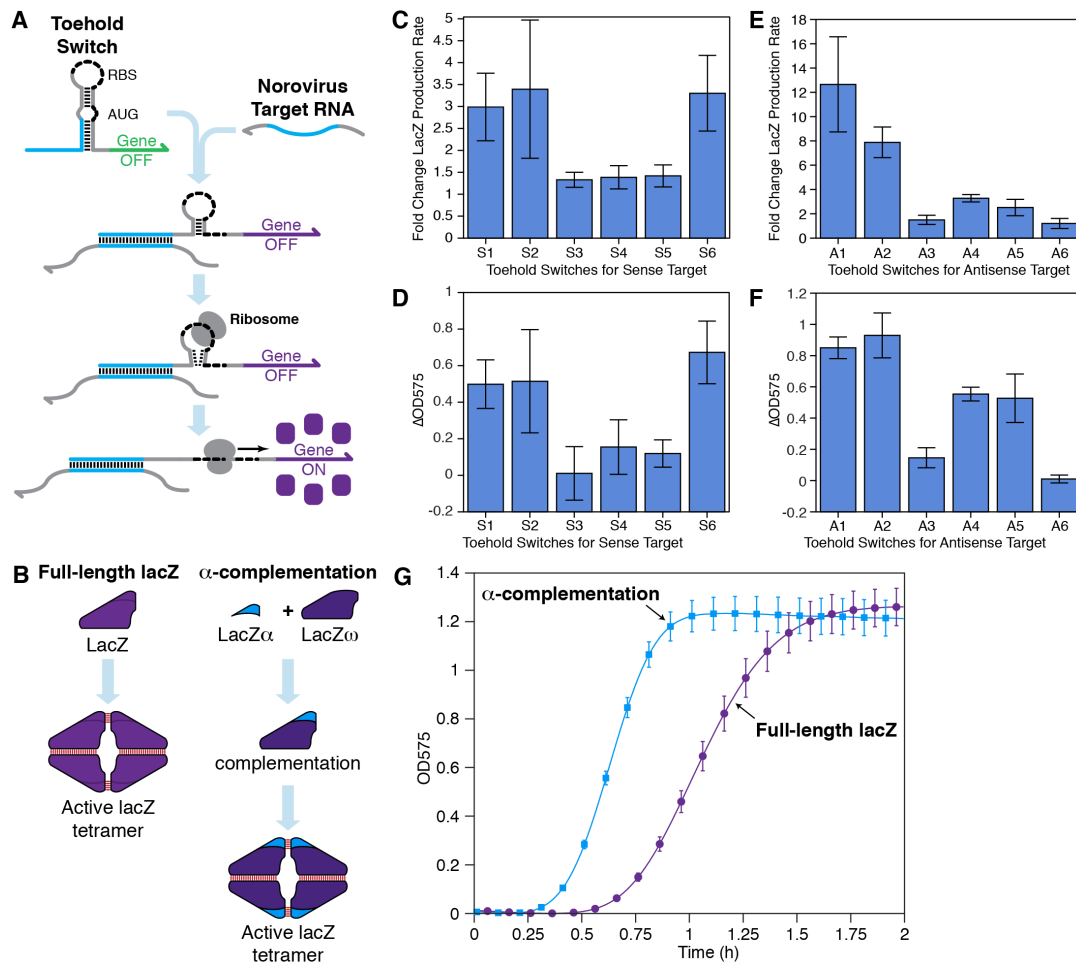 A
Toehold
Switch
RBS
AUG
Gene
OFF
Norovirus
Target RNA
Gene
OFF
Ribosome
Gene
OFF
Gene
ON
B
Full-length lacZ
α-complementation
LacZ
LacZα
+
LacZω
complementation
Active lacZ
tetramer
Active lacZ
tetramer
C
Fold Change LacZ Production Rate
5
4.5
4
3.5
3
2.5
2
1.5
1
0.5
0
S1 S2 S3 S4 S5 S6
Toehold Switches for Sense Target
D
ΔOD575
1
0.8
0.6
0.4
0.2
0
-0.2
S1 S2 S3 S4 S5 S6
Toehold Switches for Sense Target
E
Fold Change LacZ Production Rate
18
16
14
12
10
8
6
4
2
0
A1 A2 A3 A4 A5 A6
Toehold Switches for Antisense Target
F
ΔOD575
1.2
1
0.8
0.6
0.4
0.2
0
-0.2
A1 A2 A3 A4 A5 A6
Toehold Switches for Antisense Target
G
OD575
1.4
1.2
1
0.8
0.6
0.4
0.2
0
α-complementation
Full-length lacZ
0 0.25 0.5 0.75 1 1.25 1.5 1.75 2
Time (h)